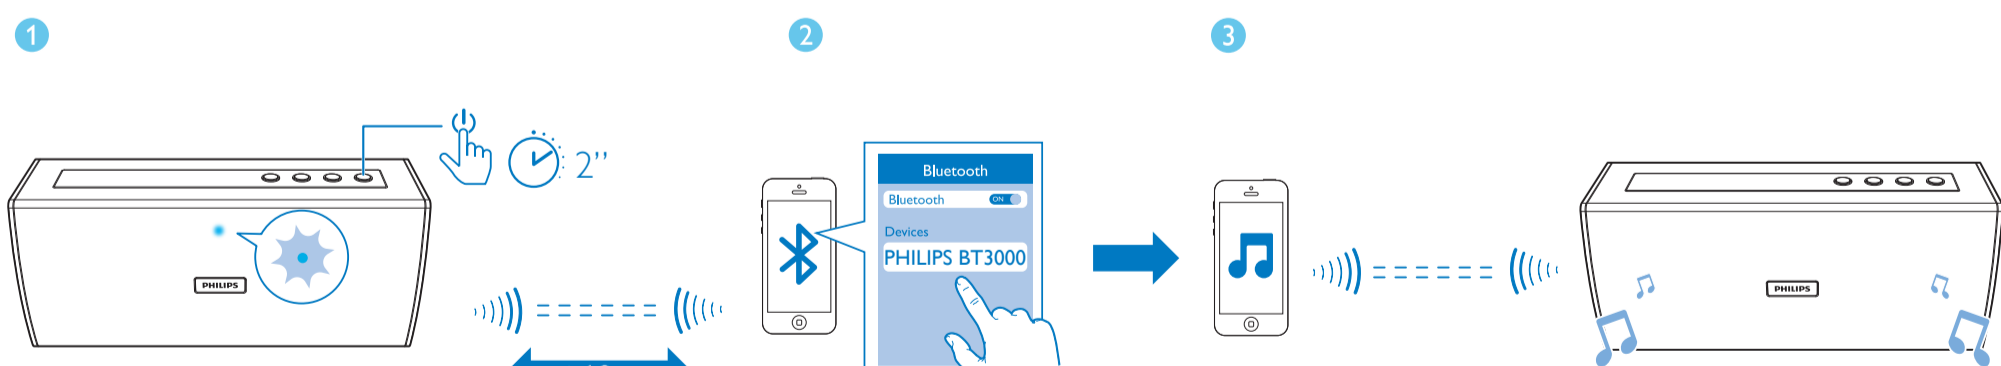 1
2''
PHILIPS
2
Bluetooth
Bluetooth ON
Devices
PHILIPS BT3000
3
PHILIPS